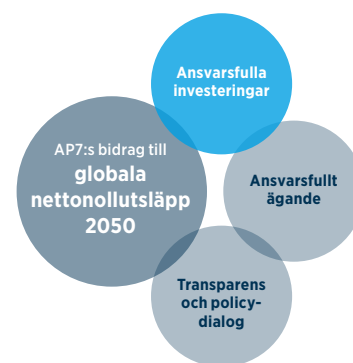 Ansvarsfulla
investeringar
AP7:s bidrag till
globala
nettonollutsläpp
2050
Ansvarsfullt
ägande
Transparens
och policy-
dialog